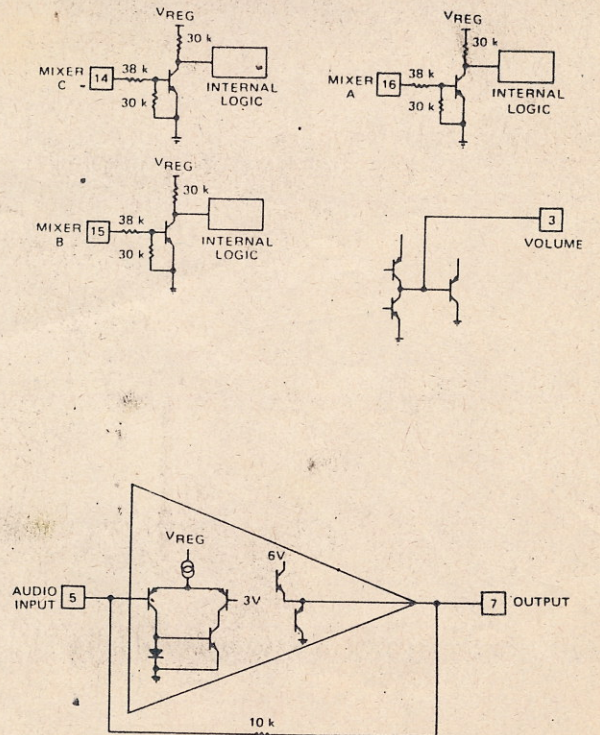 VREG
30 k
MIXER
C
14
38 k
30 k
INTERNAL
LOGIC
VREG
30 k
MIXER
A
16
38 k
30 k
INTERNAL
LOGIC
VREG
30 k
MIXER
B
15
38 k
30 k
INTERNAL
LOGIC
3
VOLUME
VREG
6V
AUDIO
INPUT
5
3V
7
OUTPUT
10 k